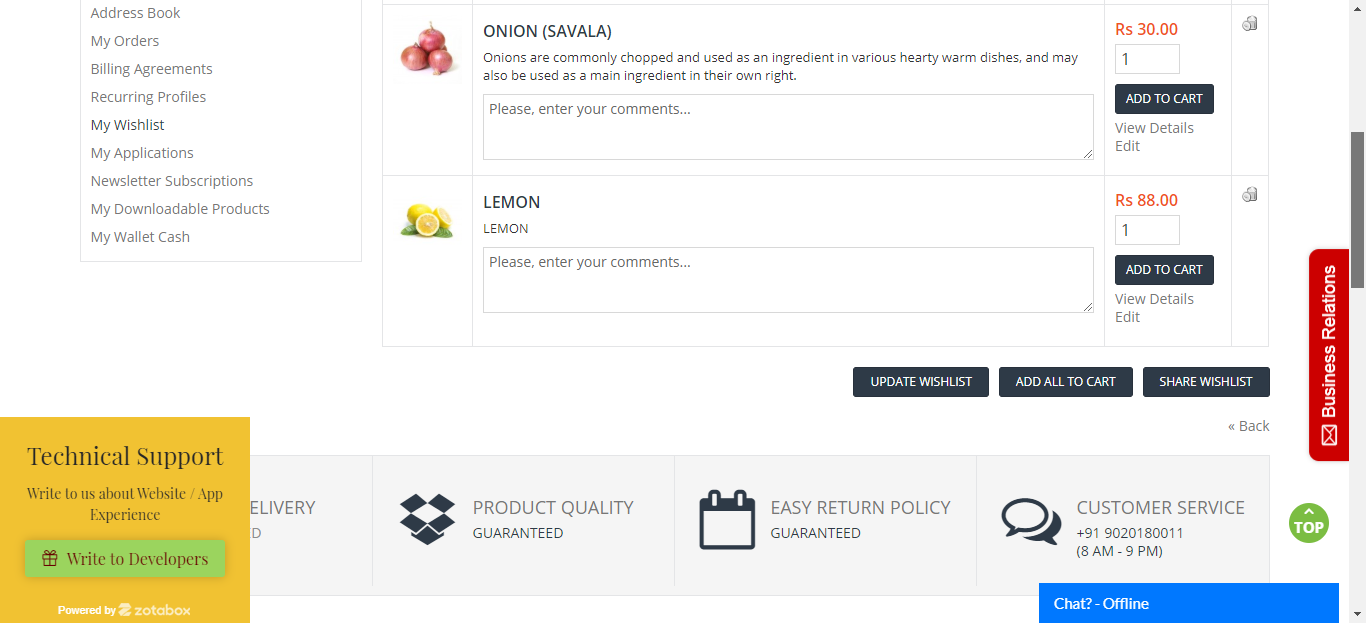 Address Book
My Orders
Billing Agreements
Recurring Profiles
My Wishlist
My Applications
Newsletter Subscriptions
My Downloadable Products
My Wallet Cash
ONION (SAVALA)
Onions are commonly chopped and used as an ingredient in various hearty warm dishes, and may
also be used as a main ingredient in their own right.
Please, enter your comments...
Rs 30.00
1
ADD TO CART
View Details
Edit
LEMON
LEMON
Please, enter your comments...
Rs 88.00
1
ADD TO CART
View Details
Edit
UPDATE WISHLIST
ADD ALL TO CART
SHARE WISHLIST
« Back
Business Relations
Technical Support
Write to us about Website / App
Experience
Write to Developers
Powered by zotabox
ELIVERY
ED
PRODUCT QUALITY
GUARANTEED
EASY RETURN POLICY
GUARANTEED
CUSTOMER SERVICE
+91 9020180011
(8 AM - 9 PM)
TOP
Chat? - Offline